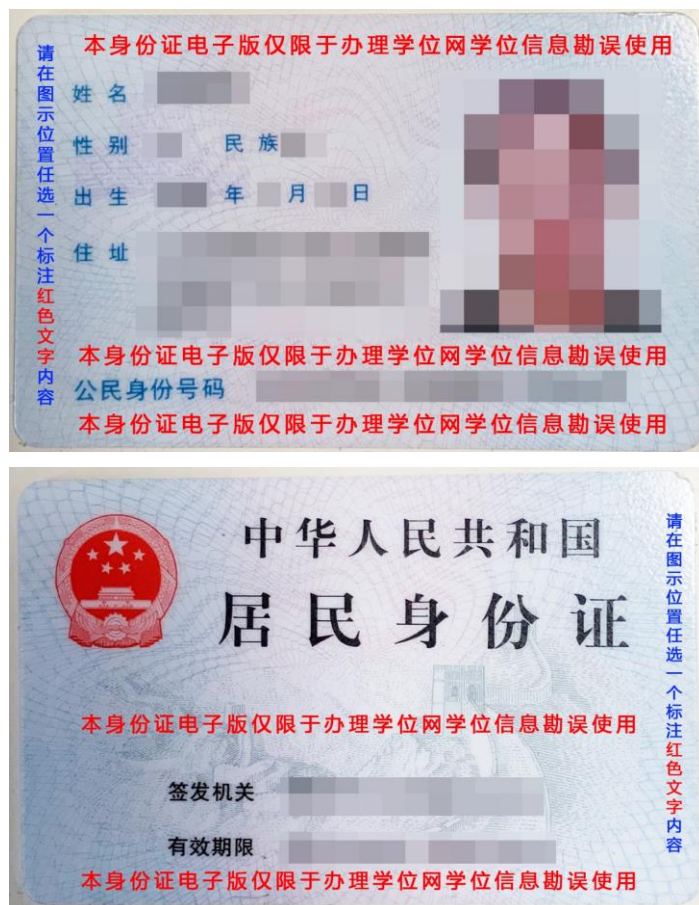 本身份证电子版仅限于办理学位网学位信息勘误使用
请在图示位置任选一个标注红色文字内容
姓名
性别 民族
出生 年 月 日
住址
本身份证电子版仅限于办理学位网学位信息勘误使用
公民身份号码
本身份证电子版仅限于办理学位网学位信息勘误使用
中华人民共和国
居民身份证
请在图示位置任选一个标注红色文字内容
本身份证电子版仅限于办理学位网学位信息勘误使用
签发机关
有效期限
本身份证电子版仅限于办理学位网学位信息勘误使用